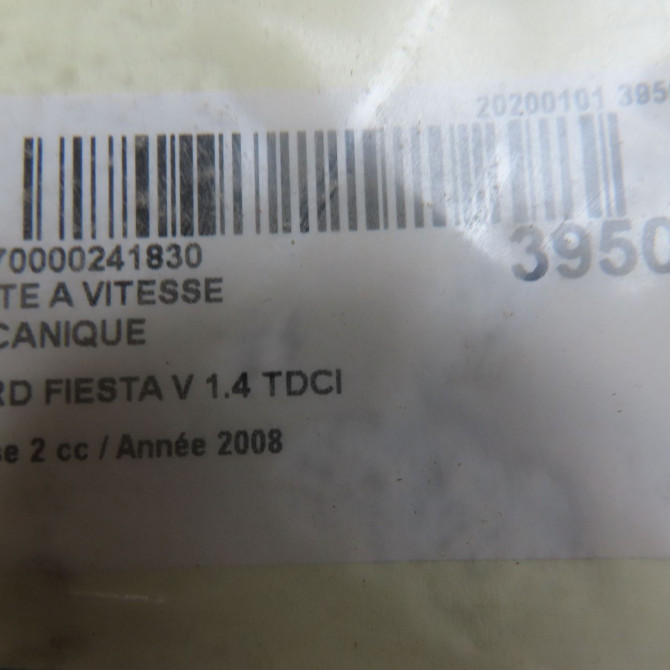 20200101 395
70000241830
3950
TE A VITESSE
CANIQUE
RD FIESTA V 1.4 TDCI
se 2 cc / Année 2008